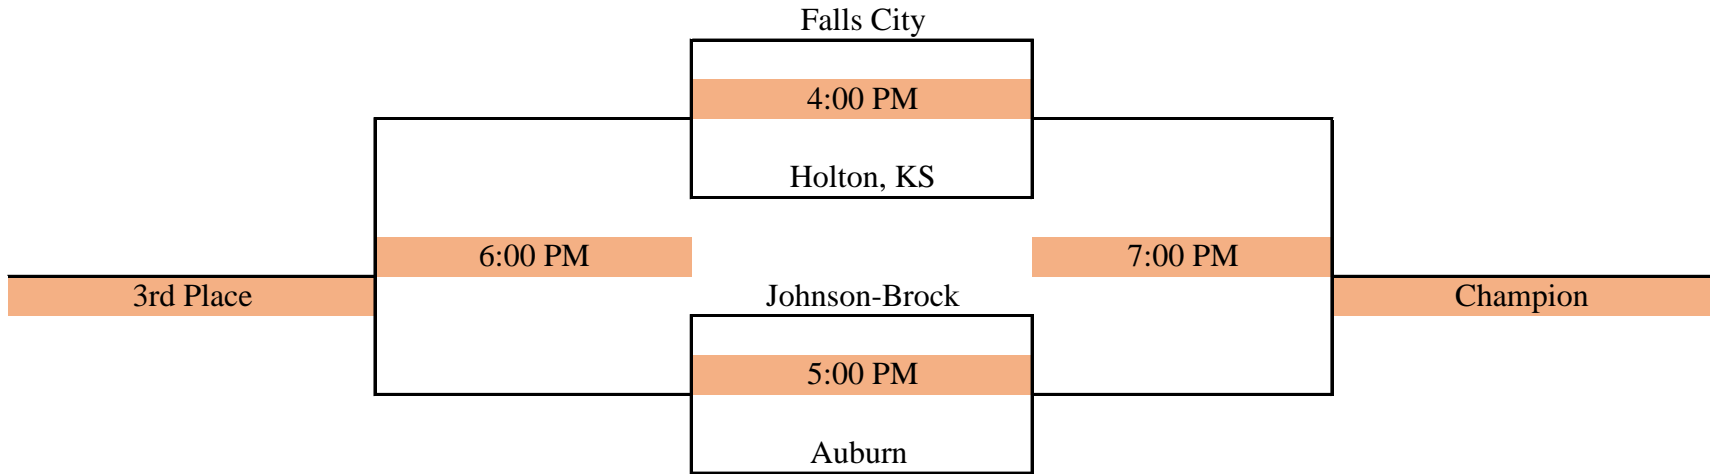 Falls City
4:00 PM
Holton, KS
6:00 PM
7:00 PM
3rd Place
Johnson-Brock
Champion
5:00 PM
Auburn